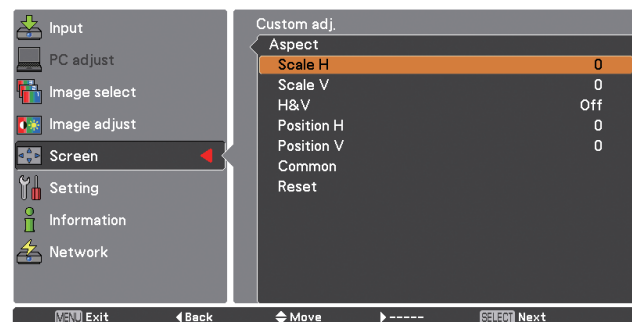 Input
PC adjust
Image select
Image adjust
Screen
Setting
Information
Network
Custom adj.
Aspect
Scale H 0
Scale V 0
H&V Off
Position H 0
Position V 0
Common
Reset
MENU Exit Back Move ----- SELECT Next